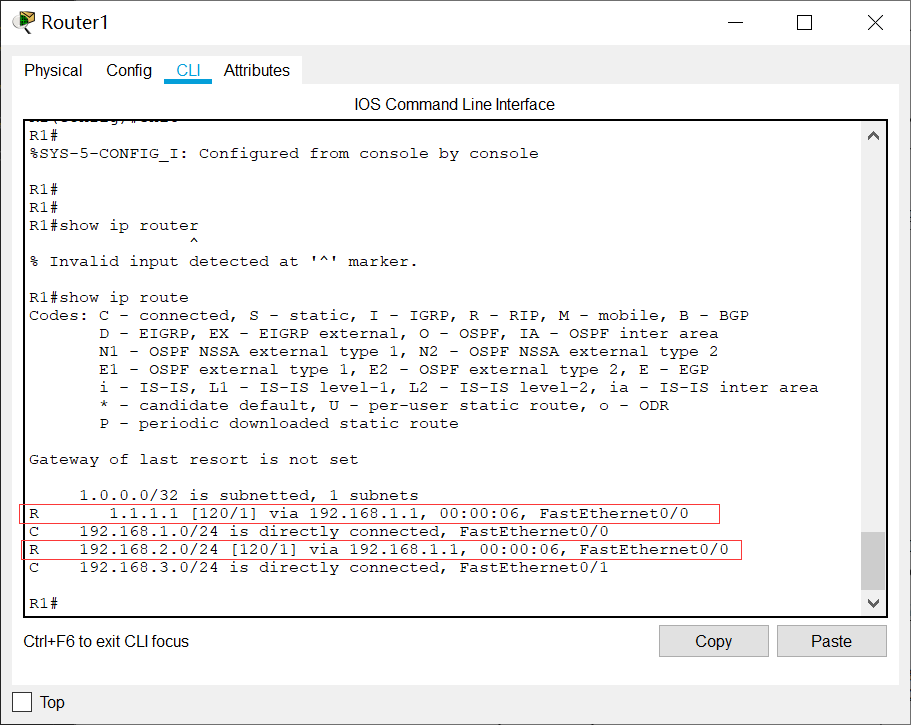 Router1
Physical Config CLI Attributes
IOS Command Line Interface
R1#
%SYS-5-CONFIG_I: Configured from console by console
R1#
R1#
R1#show ip router
^
% Invalid input detected at '^' marker.
R1#show ip route
Codes: C - connected, S - static, I - IGRP, R - RIP, M - mobile, B - BGP
D - EIGRP, EX - EIGRP external, O - OSPF, IA - OSPF inter area
N1 - OSPF NSSA external type 1, N2 - OSPF NSSA external type 2
E1 - OSPF external type 1, E2 - OSPF external type 2, E - EGP
i - IS-IS, L1 - IS-IS level-1, L2 - IS-IS level-2, ia - IS-IS inter area
* - candidate default, U - per-user static route, o - ODR
P - periodic downloaded static route
Gateway of last resort is not set
1.0.0.0/32 is subnetted, 1 subnets
R 1.1.1.1 [120/1] via 192.168.1.1, 00:00:06, FastEthernet0/0
C 192.168.1.0/24 is directly connected, FastEthernet0/0
R 192.168.2.0/24 [120/1] via 192.168.1.1, 00:00:06, FastEthernet0/0
C 192.168.3.0/24 is directly connected, FastEthernet0/1
R1#
Ctrl+F6 to exit CLI focus
Copy Paste
Top